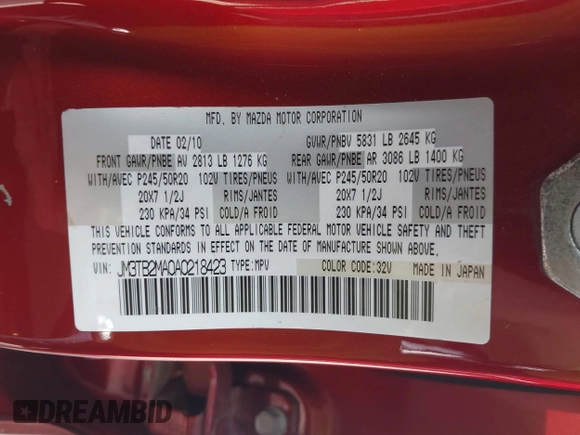 MFD. BY MAZDA MOTOR CORPORATION
DATE 02/10 GVWR/PNBV 5831 LB 2645 KG
FRONT GAWR/PNBE AV 2813 LB 1276 KG REAR GAWR/PNBE AR 3086 LB 1400 KG
WITH/AVEC P245/50R20 102V TIRES/PNEUS WITH/AVEC P245/50R20 102V TIRES/PNEUS
20X7 1/2J RIMS/JANTES 20X7 1/2J RIMS/JANTES
230 KPA/34 PSI COLD/A FROID 230 KPA/34 PSI COLD/A FROID
THIS VEHICLE CONFORMS TO ALL APPLICABLE FEDERAL MOTOR VEHICLE SAFETY AND THEFT
PREVENTION STANDARDS IN EFFECT ON THE DATE OF MANUFACTURE SHOWN ABOVE.
VIN: JM3TB2MA0A0218423 TYPE:MPV COLOR CODE:32V MADE IN JAPAN
DREAMBID